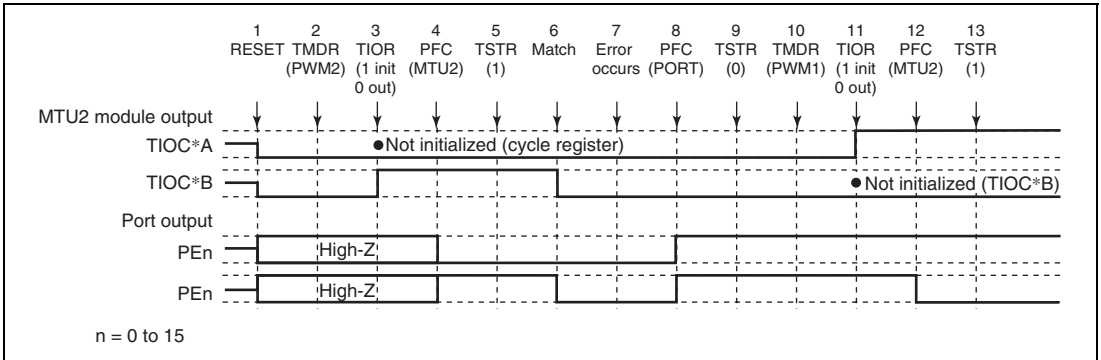 1 2 3 4 5 6 7 8 9 10 11 12 13
RESET TMDR TIOR PFC TSTR Match Error PFC TSTR TMDR TIOR PFC TSTR
(PWM2) (1 init (MTU2) (1) occurs (PORT) (0) (PWM1) (1 init (MTU2) (1)
0 out) 0 out)
MTU2 module output
TIOC*A ●Not initialized (cycle register)
TIOC*B ● Not initialized (TIOC*B)
Port output
PEn High-Z
PEn High-Z
n = 0 to 15